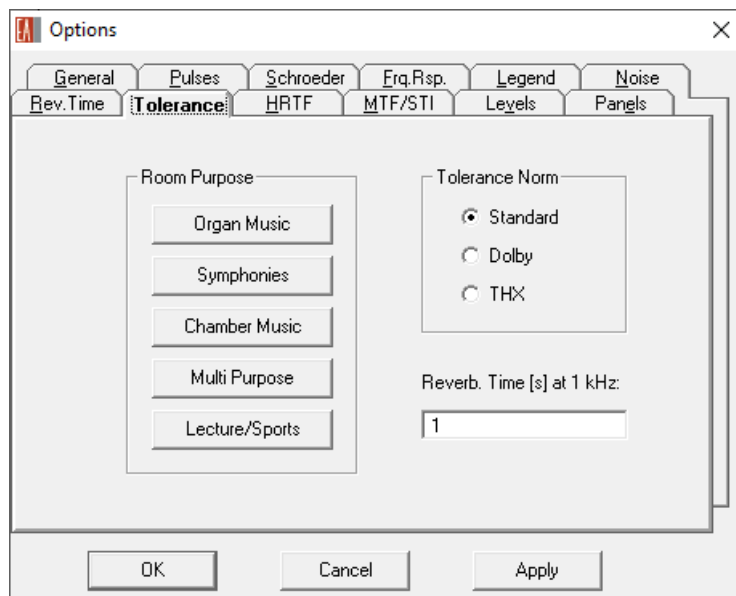 EA Options
General Pulses Schroeder Frq.Rsp. Legend Noise
Rev.Time Tolerance HRTF MTF/STI Levels Panels
Room Purpose
Organ Music
Symphonies
Chamber Music
Multi Purpose
Lecture/Sports
Tolerance Norm
Standard
Dolby
THX
Reverb. Time [s] at 1 kHz:
1
OK Cancel Apply